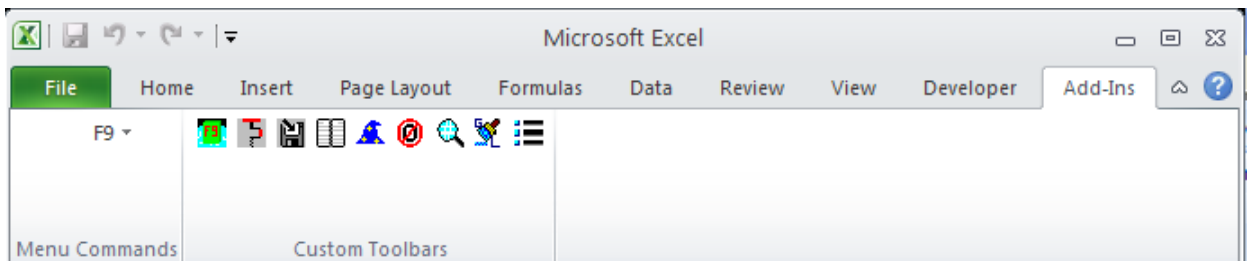 Microsoft Excel
File Home Insert Page Layout Formulas Data Review View Developer Add-Ins
F9 F9
Menu Commands Custom Toolbars